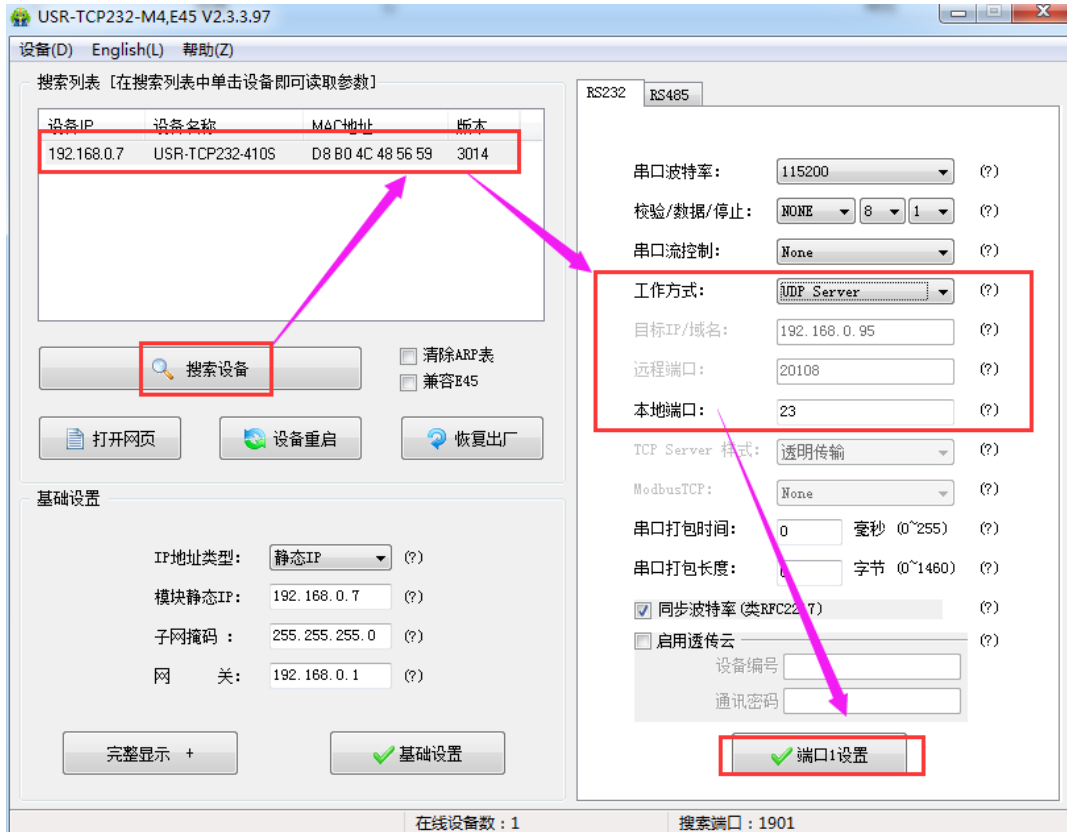 USR-TCP232-M4,E45 V2.3.3.97
设备(D) English(L) 帮助(Z)
搜索列表 [在搜索列表中单击设备即可读取参数]
设备IP 设备名称 MAC地址 版本
192.168.0.7 USR-TCP232-410S D8 B0 4C 48 56 59 3014
搜索设备
清除ARP表
兼容E45
打开网页 设备重启 恢复出厂
基础设置
IP地址类型: 静态IP (?)
模块静态IP: 192.168.0.7 (?)
子网掩码 : 255.255.255.0 (?)
网 关: 192.168.0.1 (?)
完整显示 + 基础设置
RS232 RS485
串口波特率: 115200 (?)
校验/数据/停止: NONE 8 1 (?)
串口流控制: None (?)
工作方式: UDP Server (?)
目标IP/域名: 192.168.0.95 (?)
远程端口: 20108 (?)
本地端口: 23 (?)
TCP Server 样式: 透明传输 (?)
ModbusTCP: None (?)
串口打包时间: 0 毫秒 (0~255) (?)
串口打包长度: 字节 (0~1460) (?)
同步波特率(类RFC2217) (?)
启用透传云 (?)
设备编号
通讯密码
端口1设置
在线设备数：1 搜索端口：1901